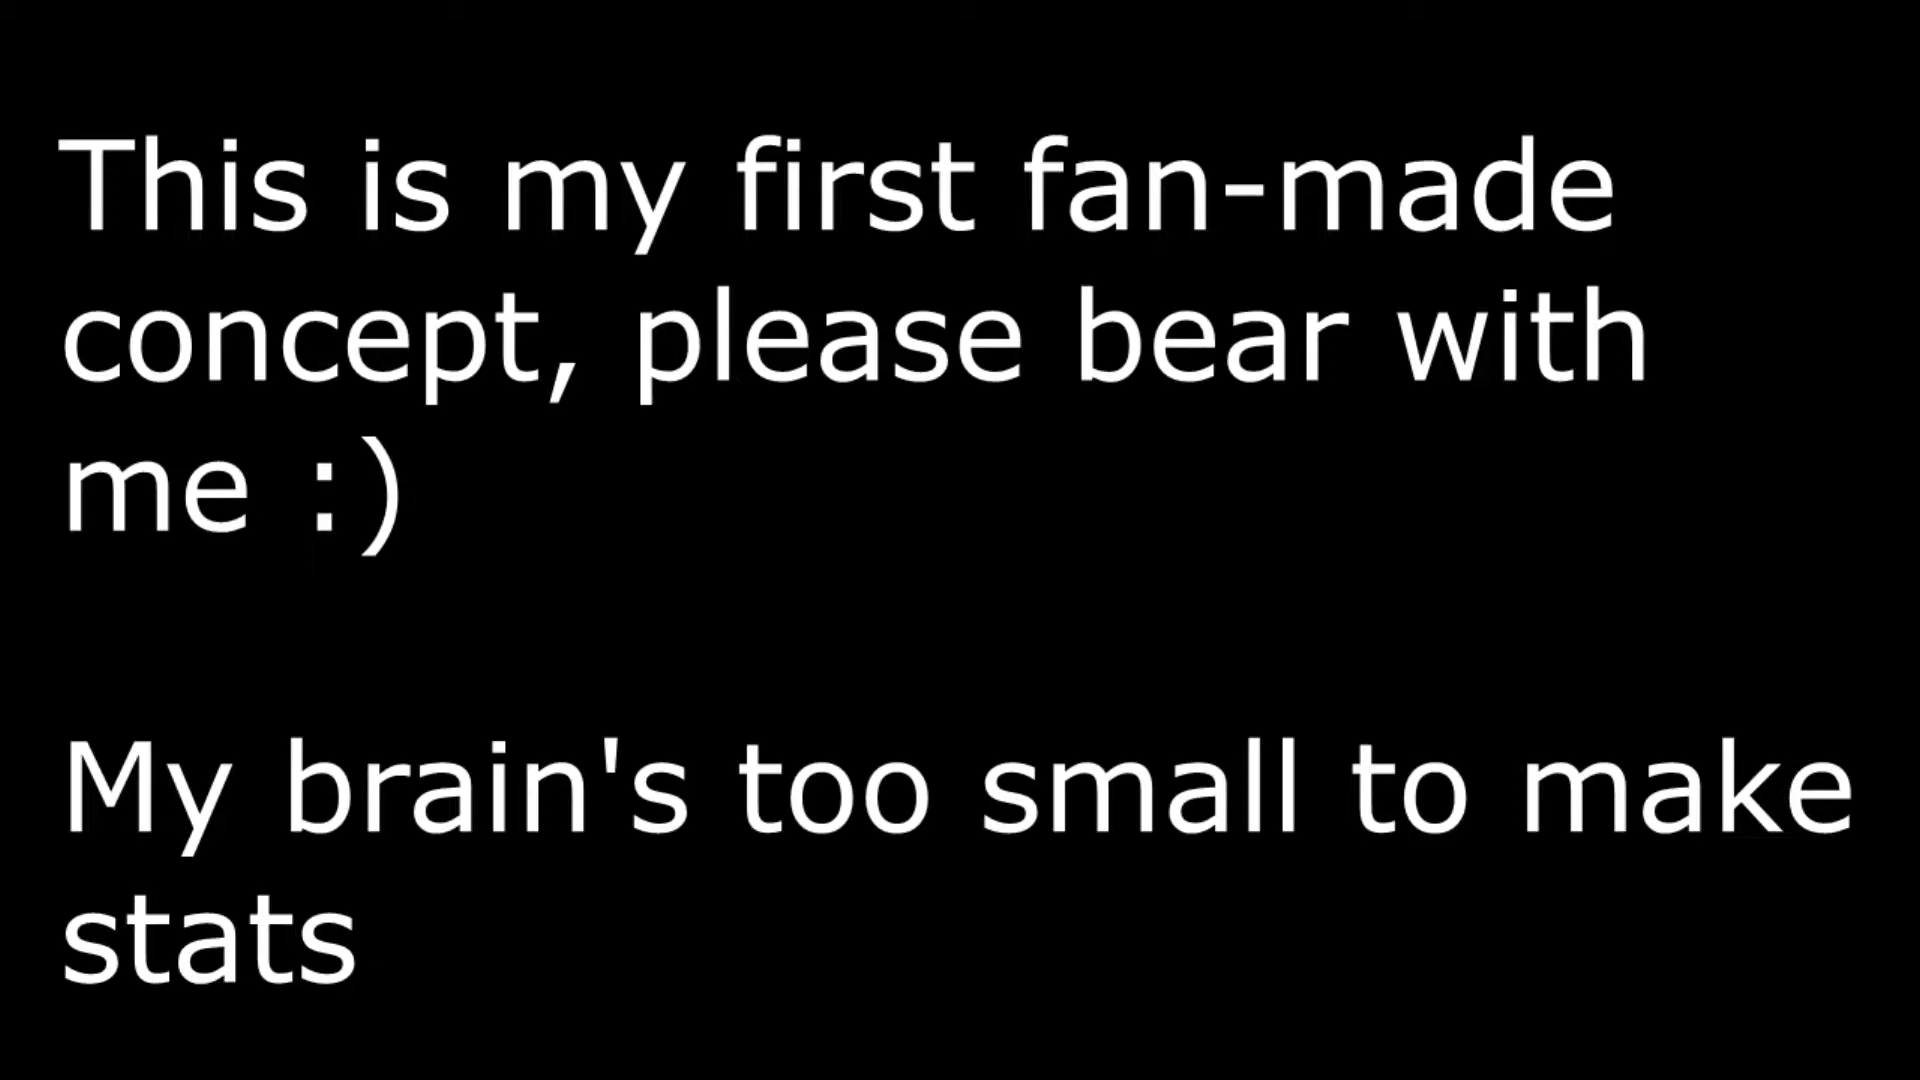 This is my first fan-made
concept, please bear with
me :)
My brain's too small to make
stats